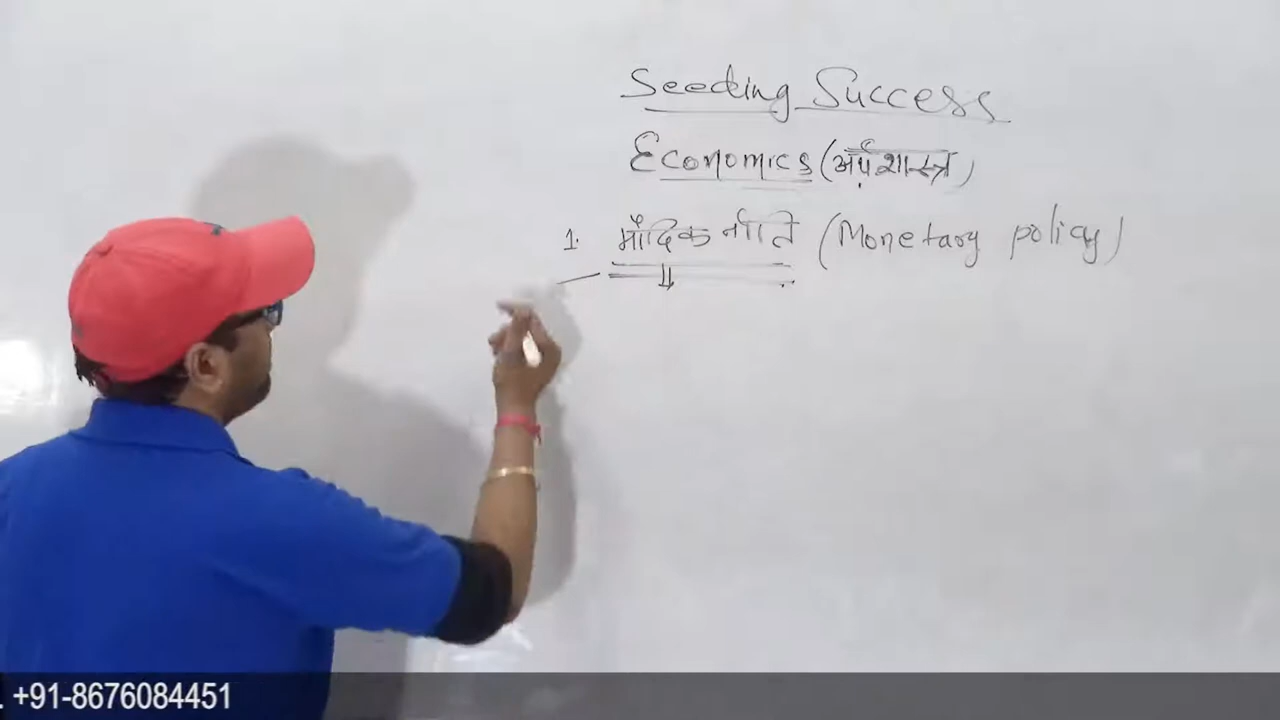 Seeding Success
Economics (अर्थशास्त्र)
1. मौद्रिक नीति (Monetary policy)
. +91-8676084451